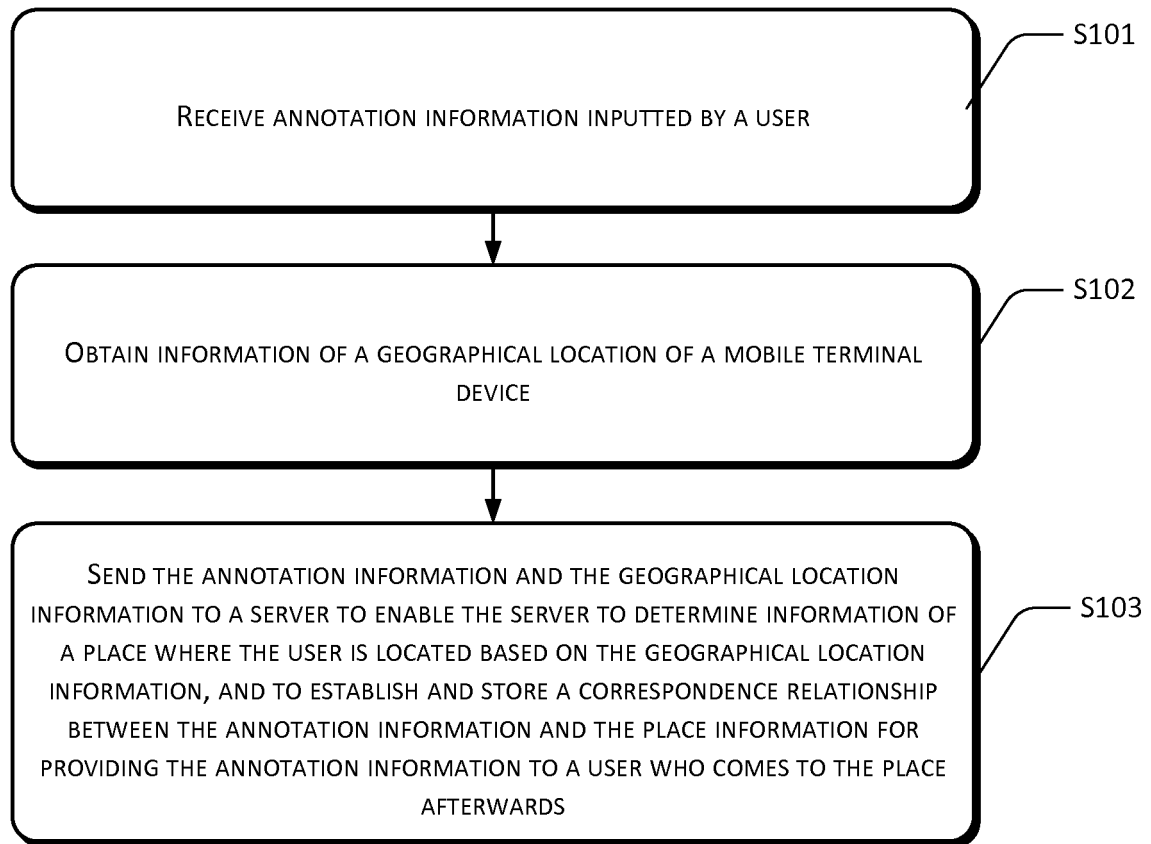 S101
RECEIVE ANNOTATION INFORMATION INPUTTED BY A USER
S102
OBTAIN INFORMATION OF A GEOGRAPHICAL LOCATION OF A MOBILE TERMINAL
DEVICE
SEND THE ANNOTATION INFORMATION AND THE GEOGRAPHICAL LOCATION
INFORMATION TO A SERVER TO ENABLE THE SERVER TO DETERMINE INFORMATION OF
S103
A PLACE WHERE THE USER IS LOCATED BASED ON THE GEOGRAPHICAL LOCATION
INFORMATION, AND TO ESTABLISH AND STORE A CORRESPONDENCE RELATIONSHIP
BETWEEN THE ANNOTATION INFORMATION AND THE PLACE INFORMATION FOR
PROVIDING THE ANNOTATION INFORMATION TO A USER WHO COMES TO THE PLACE
AFTERWARDS